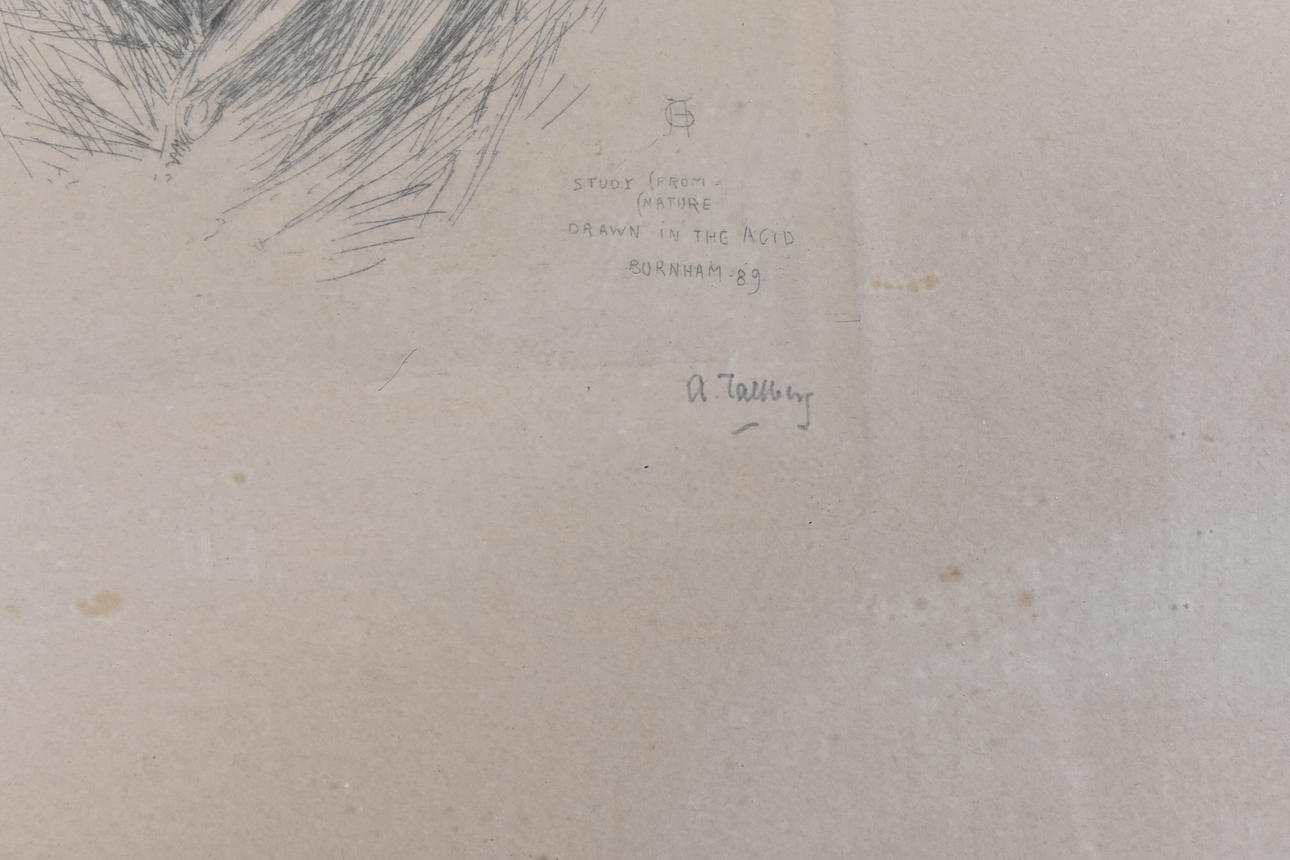 STUDY (FROM -
(NATURE
DRAWN IN THE ACID
BURNHAM -89
A. Tallberg